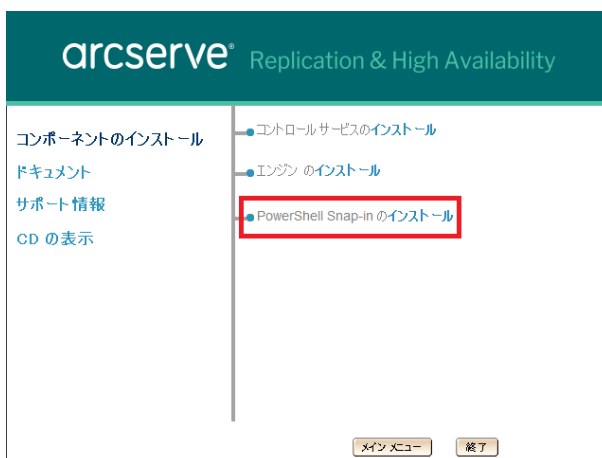 arcserve® Replication & High Availability
コンポーネントのインストール
ドキュメント
サポート情報
CD の表示
コントロール サービスのインストール
エンジン のインストール
PowerShell Snap-in のインストール
メイン メニュー
終了